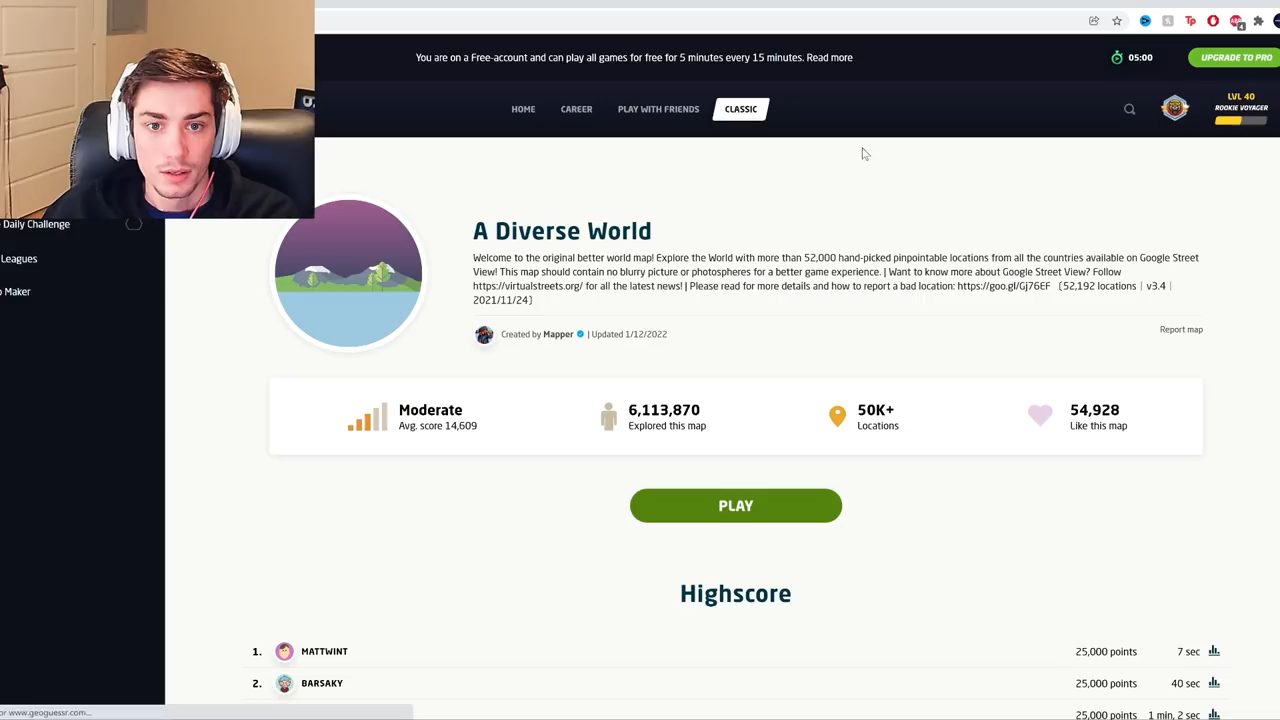 You are on a Free-account and can play all games for free for 5 minutes every 15 minutes. Read more
05:00
UPGRADE TO PRO
HOME
CAREER
PLAY WITH FRIENDS
CLASSIC
LVL 40
ROOKIE VOYAGER
Daily Challenge
Leagues
Maker
A Diverse World
Welcome to the original better world map! Explore the World with more than 52,000 hand-picked pinpointable locations from all the countries available on Google Street
View! This map should contain no blurry picture or photospheres for a better game experience. | Want to know more about Google Street View? Follow
https://virtualstreets.org/ for all the latest news! | Please read for more details and how to report a bad location: https://goo.gl/Gj76EF 〔52,192 locations | v3.4 |
2021/11/24〕
Created by Mapper | Updated 1/12/2022
Report map
Moderate
Avg. score 14,609
6,113,870
Explored this map
50K+
Locations
54,928
Like this map
PLAY
Highscore
1. MATTWINT 25,000 points 7 sec
2. BARSAKY 25,000 points 40 sec
25,000 points 1 min, 2 sec
or www.geoguessr.com...